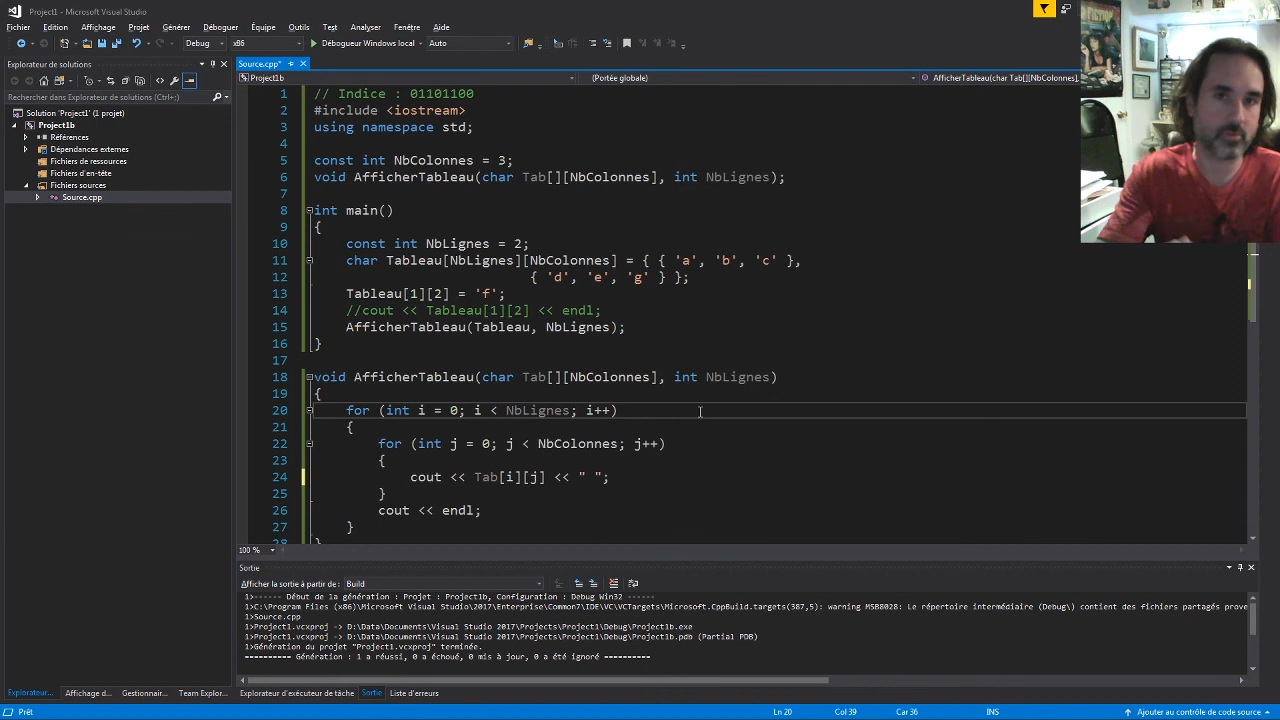 Project1 - Microsoft Visual Studio
Fichier Edition Affichage Projet Générer Déboguer Équipe Outils Test Analyser Fenêtre Aide
Debug x86 Débogueur Windows local Auto
Explorateur de solutions
Rechercher dans Explorateur de solutions (Ctrl+;)
Solution 'Project1' (1 projet)
Project1b
Références
Dépendances externes
Fichiers de ressources
Fichiers d'en-tête
Fichiers sources
Source.cpp
Source.cpp*
Project1b (Portée globale) AfficherTableau(char Tab[][NbColonnes],
1 // Indice : 01101100
2 #include <iostream>
3 using namespace std;
4
5 const int NbColonnes = 3;
6 void AfficherTableau(char Tab[][NbColonnes], int NbLignes);
7
8 int main()
9 {
10 const int NbLignes = 2;
11 char Tableau[NbLignes][NbColonnes] = { { 'a', 'b', 'c' },
12 { 'd', 'e', 'g' } };
13 Tableau[1][2] = 'f';
14 //cout << Tableau[1][2] << endl;
15 AfficherTableau(Tableau, NbLignes);
16 }
17
18 void AfficherTableau(char Tab[][NbColonnes], int NbLignes)
19 {
20 for (int i = 0; i < NbLignes; i++)
21 {
22 for (int j = 0; j < NbColonnes; j++)
23 {
24 cout << Tab[i][j] << " ";
25 }
26 cout << endl;
27 }
28 }
100 %
Sortie
Afficher la sortie à partir de : Build
1>------ Début de la génération : Projet : Project1b, Configuration : Debug Win32 ------
1>C:\Program Files (x86)\Microsoft Visual Studio\2017\Enterprise\Common7\IDE\VC\VCTargets\Microsoft.CppBuild.targets(387,5): warning MSB8028: Le répertoire intermédiaire (Debug\) contient des fichiers partagés prove
1>Source.cpp
1>Project1.vcxproj -> D:\Data\Documents\Visual Studio 2017\Projects\Project1\Debug\Project1b.exe
1>Project1.vcxproj -> D:\Data\Documents\Visual Studio 2017\Projects\Project1\Debug\Project1b.pdb (Partial PDB)
1>Génération du projet "Project1.vcxproj" terminée.
========== Génération : 1 a réussi, 0 a échoué, 0 mis à jour, 0 a été ignoré ==========
Explorateur... Affichage d... Gestionnair... Team Explor... Explorateur d'exécuteur de tâche Sortie Liste d'erreurs
Prêt Ln 20 Col 39 Car 36 INS Ajouter au contrôle de code source